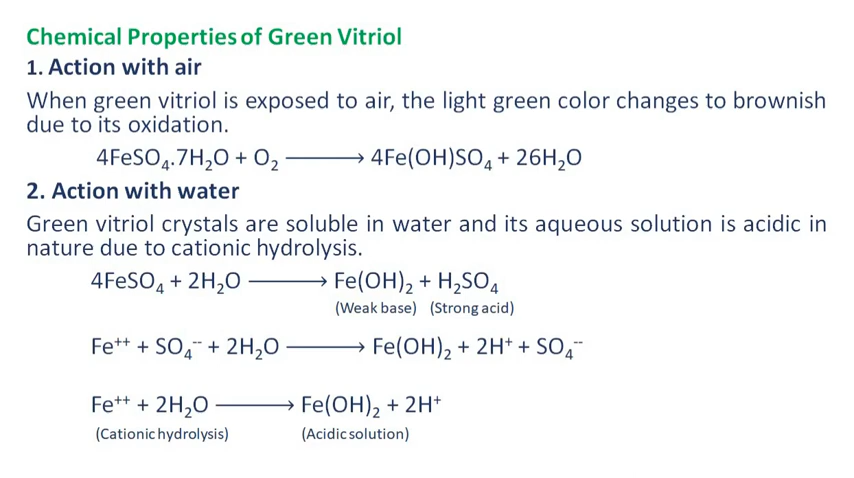 Chemical Properties of Green Vitriol
1. Action with air
When green vitriol is exposed to air, the light green color changes to brownish
due to its oxidation.
4FeSO₄.7H₂O + O₂ ⟶ 4Fe(OH)SO₄ + 26H₂O
2. Action with water
Green vitriol crystals are soluble in water and its aqueous solution is acidic in
nature due to cationic hydrolysis.
4FeSO₄ + 2H₂O ⟶ Fe(OH)₂ + H₂SO₄
(Weak base) (Strong acid)
Fe⁺⁺ + SO₄⁻⁻ + 2H₂O ⟶ Fe(OH)₂ + 2H⁺ + SO₄⁻⁻
Fe⁺⁺ + 2H₂O ⟶ Fe(OH)₂ + 2H⁺
(Cationic hydrolysis) (Acidic solution)